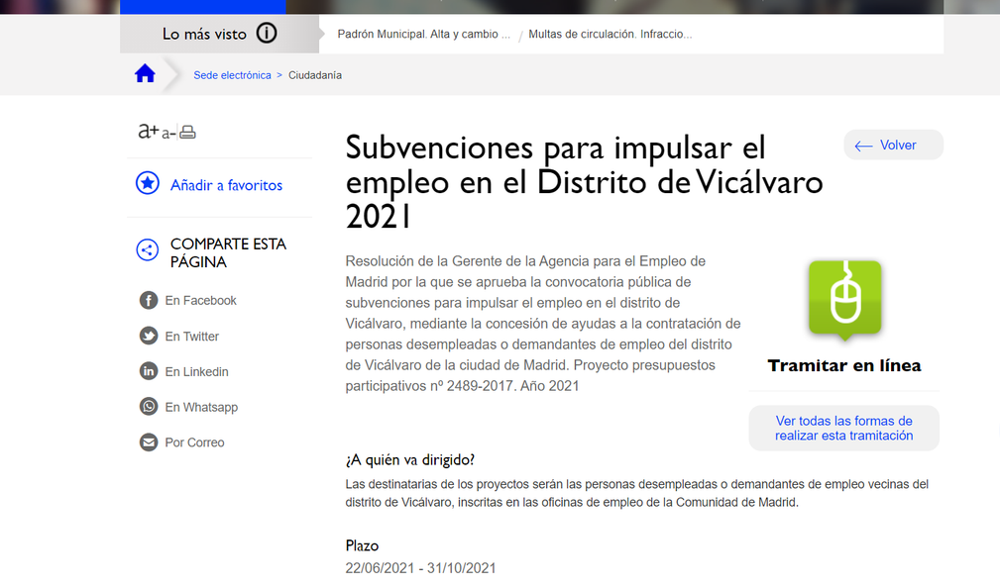 Lo más visto
Padrón Municipal. Alta y cambio ... / Multas de circulación. Infraccio...
Sede electrónica > Ciudadanía
a+ a-
Añadir a favoritos
COMPARTE ESTA
PÁGINA
En Facebook
En Twitter
En Linkedin
En Whatsapp
Por Correo
Subvenciones para impulsar el
empleo en el Distrito de Vicálvaro
2021
Volver
Resolución de la Gerente de la Agencia para el Empleo de
Madrid por la que se aprueba la convocatoria pública de
subvenciones para impulsar el empleo en el distrito de
Vicálvaro, mediante la concesión de ayudas a la contratación de
personas desempleadas o demandantes de empleo del distrito
de Vicálvaro de la ciudad de Madrid. Proyecto presupuestos
participativos nº 2489-2017. Año 2021
Tramitar en línea
Ver todas las formas de
realizar esta tramitación
¿A quién va dirigido?
Las destinatarias de los proyectos serán las personas desempleadas o demandantes de empleo vecinas del
distrito de Vicálvaro, inscritas en las oficinas de empleo de la Comunidad de Madrid.
Plazo
22/06/2021 - 31/10/2021